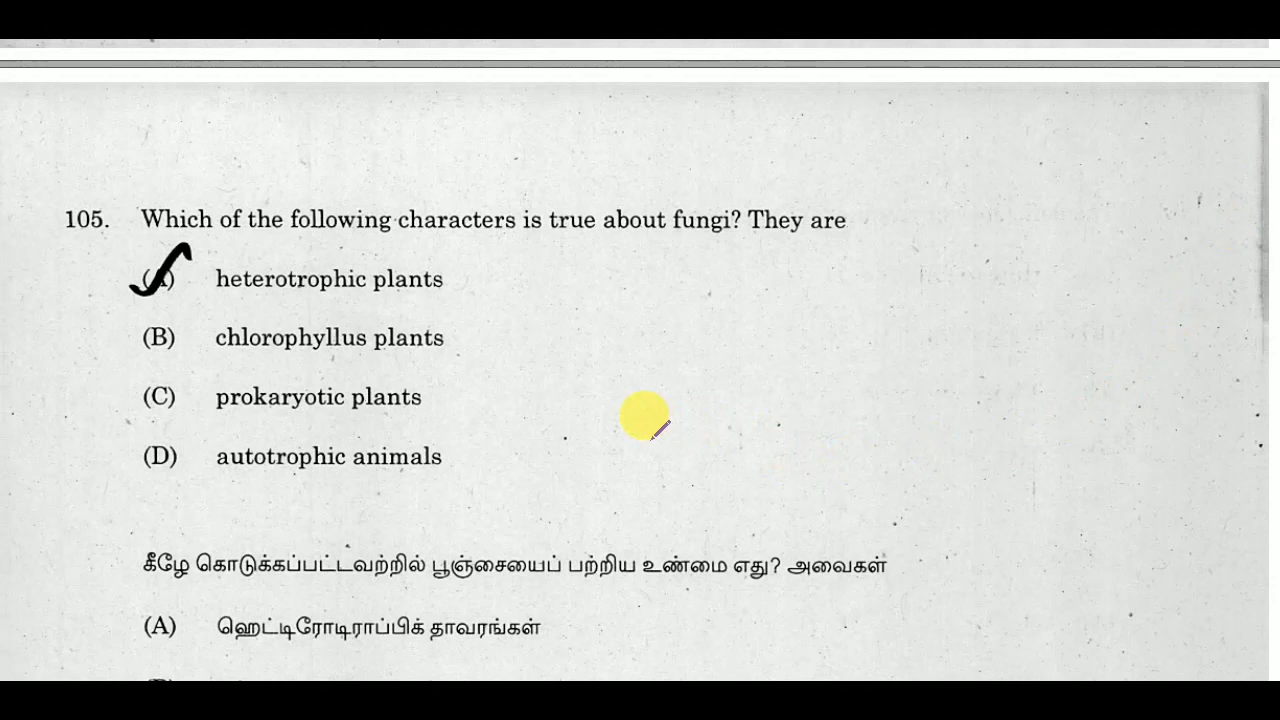 105. Which of the following characters is true about fungi? They are
(A) heterotrophic plants
(B) chlorophyllus plants
(C) prokaryotic plants
(D) autotrophic animals
கீழே கொடுக்கப்பட்டவற்றில் பூஞ்சையைப் பற்றிய உண்மை எது? அவைகள்
(A) ஹெட்டிரோடிராப்பிக் தாவரங்கள்